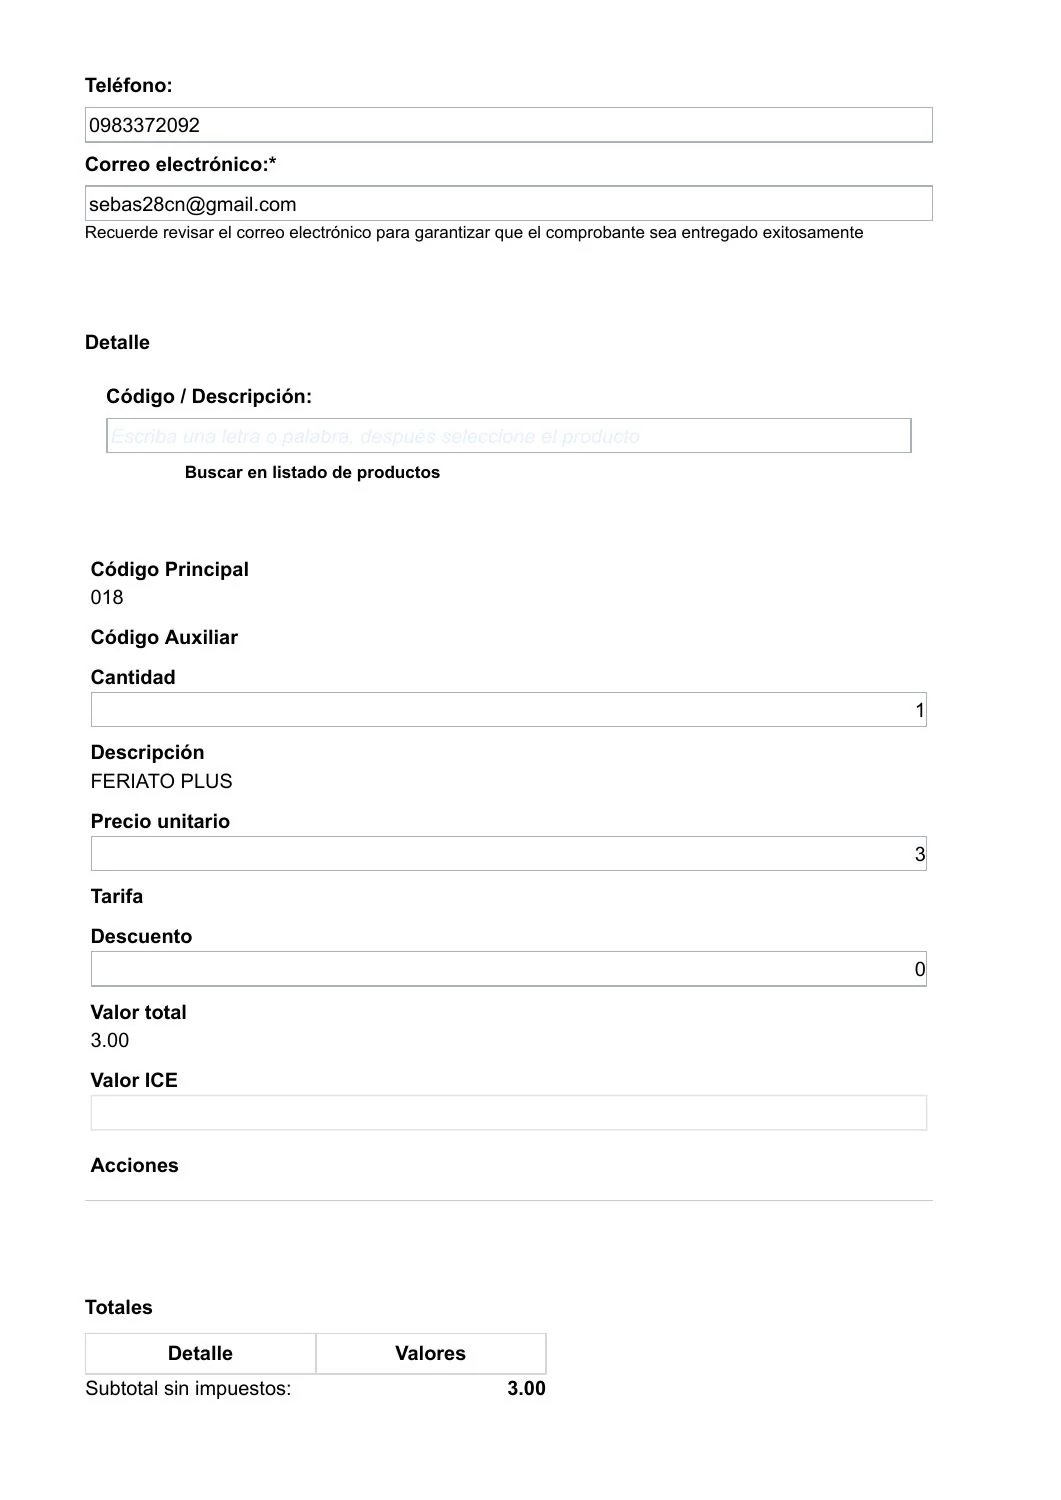 Teléfono:
0983372092
Correo electrónico:*
sebas28cn@gmail.com
Recuerde revisar el correo electrónico para garantizar que el comprobante sea entregado exitosamente
Detalle
Código / Descripción:
Escriba una letra o palabra, después seleccione el producto
Buscar en listado de productos
Código Principal
018
Código Auxiliar
Cantidad
1
Descripción
FERIATO PLUS
Precio unitario
3
Tarifa
Descuento
0
Valor total
3.00
Valor ICE
Acciones
Totales
Detalle Valores
Subtotal sin impuestos: 3.00